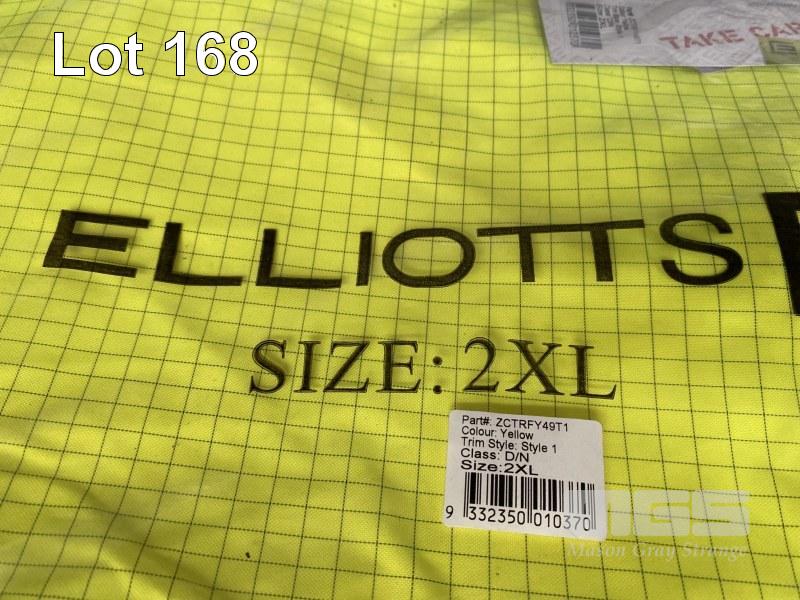 Lot 168
TAKE CAR
ELLIOTTS
SIZE: 2XL
Part#: ZCTRFY49T1
Colour: Yellow
Trim Style: Style 1
Class: D/N
Size:2XL
9 332350 010370
MGS
Mason Gray Strange